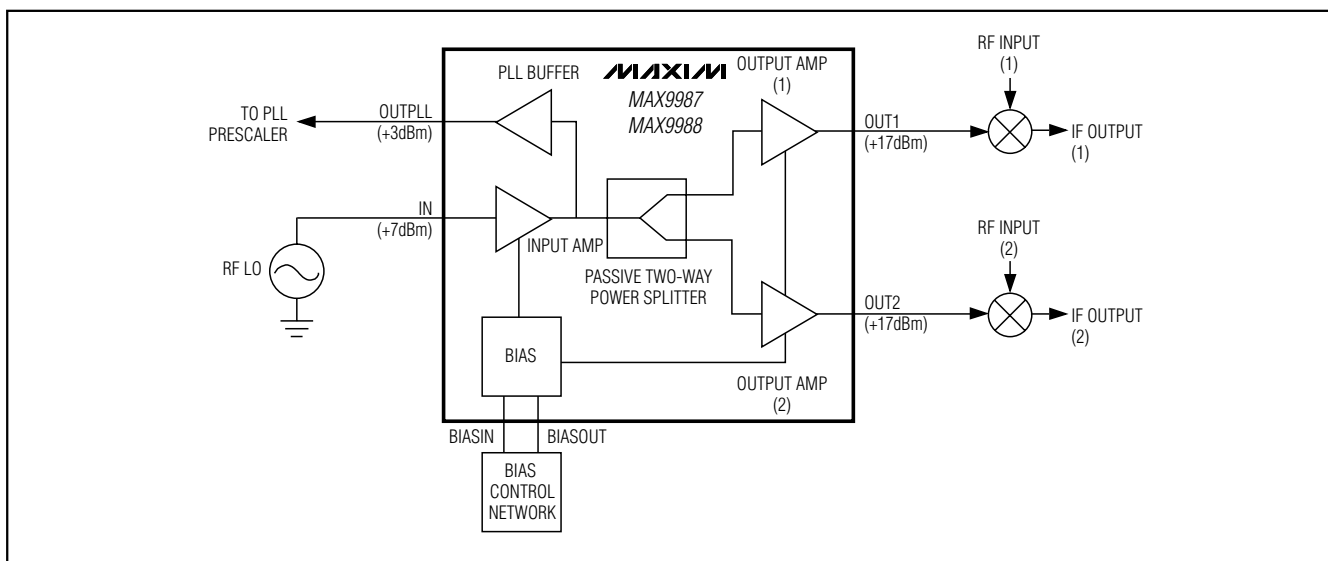 PLL BUFFER
MAXIM
MAX9987
MAX9988
OUTPUT AMP
(1)
RF INPUT
(1)
TO PLL
PRESCALER
OUTPLL
(+3dBm)
OUT1
(+17dBm)
IF OUTPUT
(1)
IN
(+7dBm)
RF LO
INPUT AMP
PASSIVE TWO-WAY
POWER SPLITTER
RF INPUT
(2)
OUT2
(+17dBm)
IF OUTPUT
(2)
BIAS
OUTPUT AMP
(2)
BIASIN
BIASOUT
BIAS
CONTROL
NETWORK